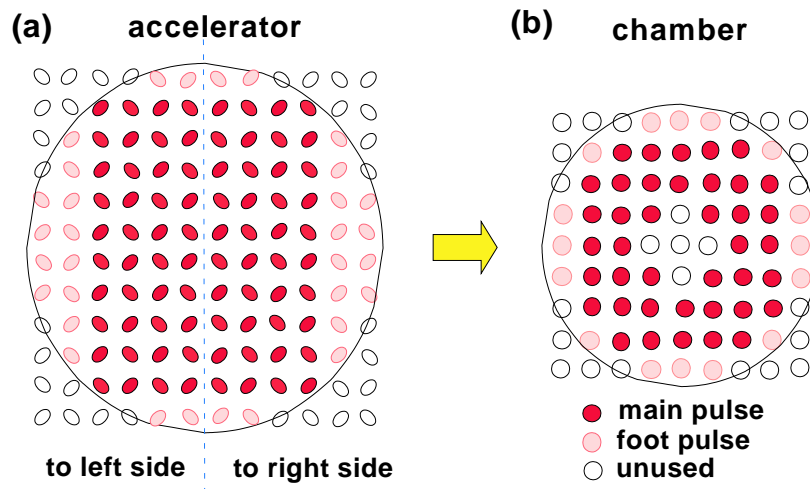 (a) accelerator
(b) chamber
to left side to right side
main pulse
foot pulse
unused